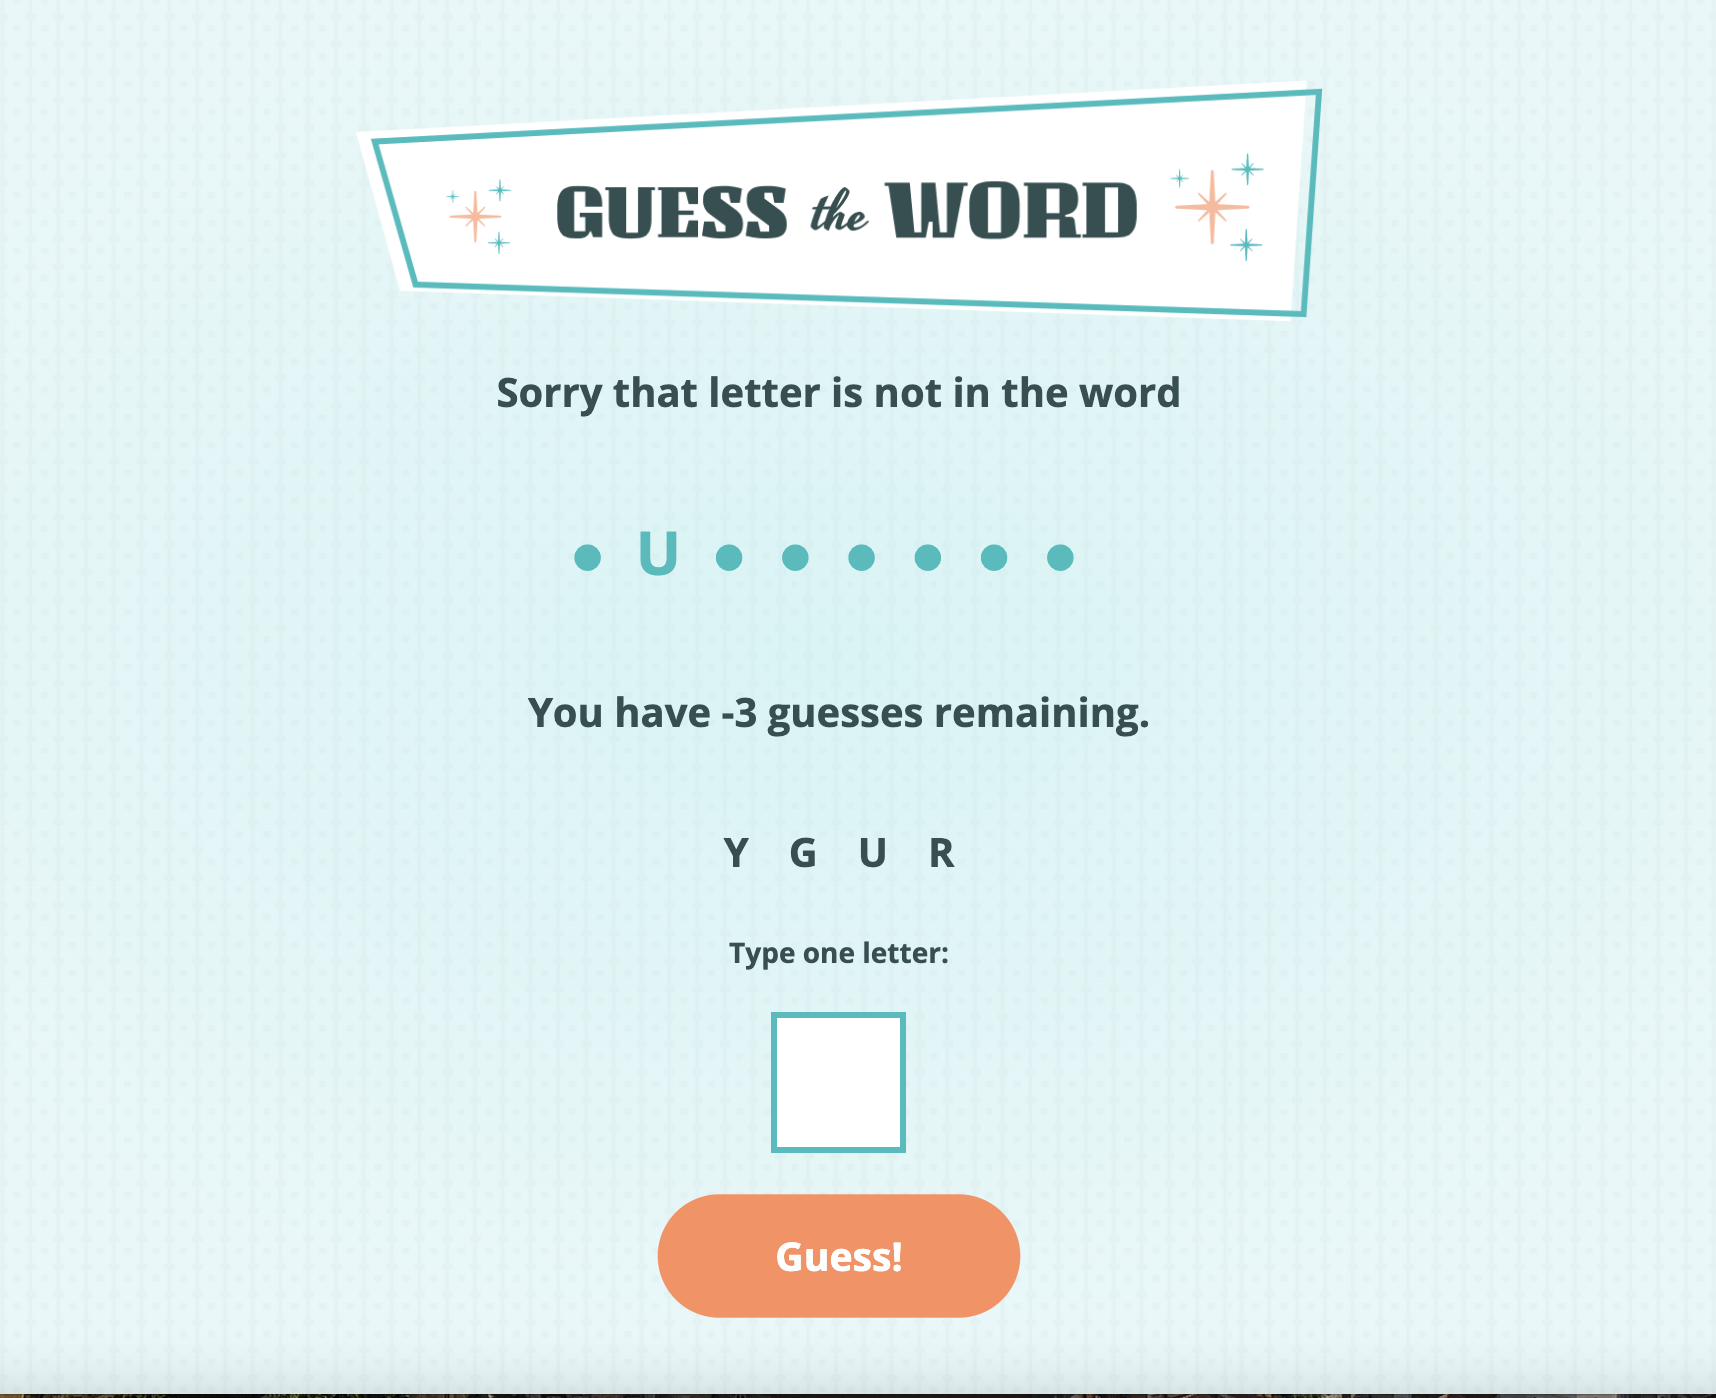 GUESS the WORD
Sorry that letter is not in the word
● U ● ● ● ● ● ●
You have -3 guesses remaining.
Y G U R
Type one letter:
Guess!